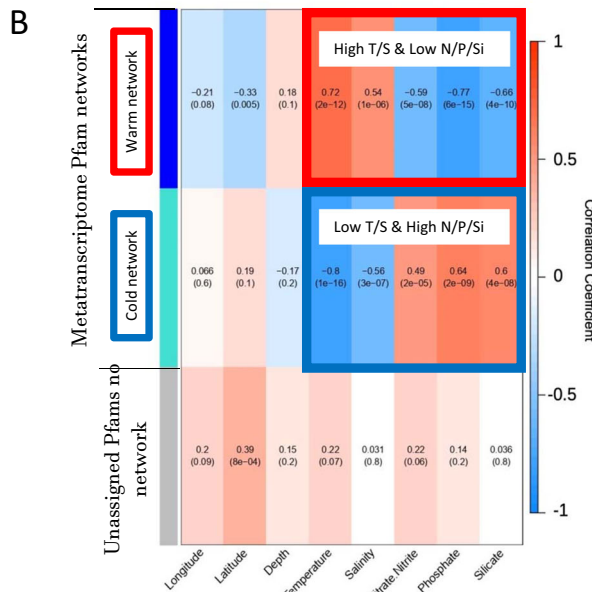 B
Metatranscriptome Pfam networks
Warm network
Cold network
Unassigned Pfams no
network
High T/S & Low N/P/Si
−0.21 −0.33 0.18 0.72 0.54 −0.59 −0.77 −0.66
(0.08) (0.005) (0.1) (2e−12) (1e−06) (5e−08) (6e−15) (4e−10)
Low T/S & High N/P/Si
0.066 0.19 −0.17 −0.8 −0.56 0.49 0.64 0.6
(0.6) (0.1) (0.2) (1e−16) (3e−07) (2e−05) (2e−09) (4e−08)
0.2 0.39 0.15 0.22 0.031 0.22 0.14 0.036
(0.09) (8e−04) (0.2) (0.07) (0.8) (0.06) (0.2) (0.8)
Longitude
Latitude
Depth
Temperature
Salinity
itrate.Nitrite
Phosphate
Silicate
1
0.5
0
-0.5
-1
Correlation Coefficient